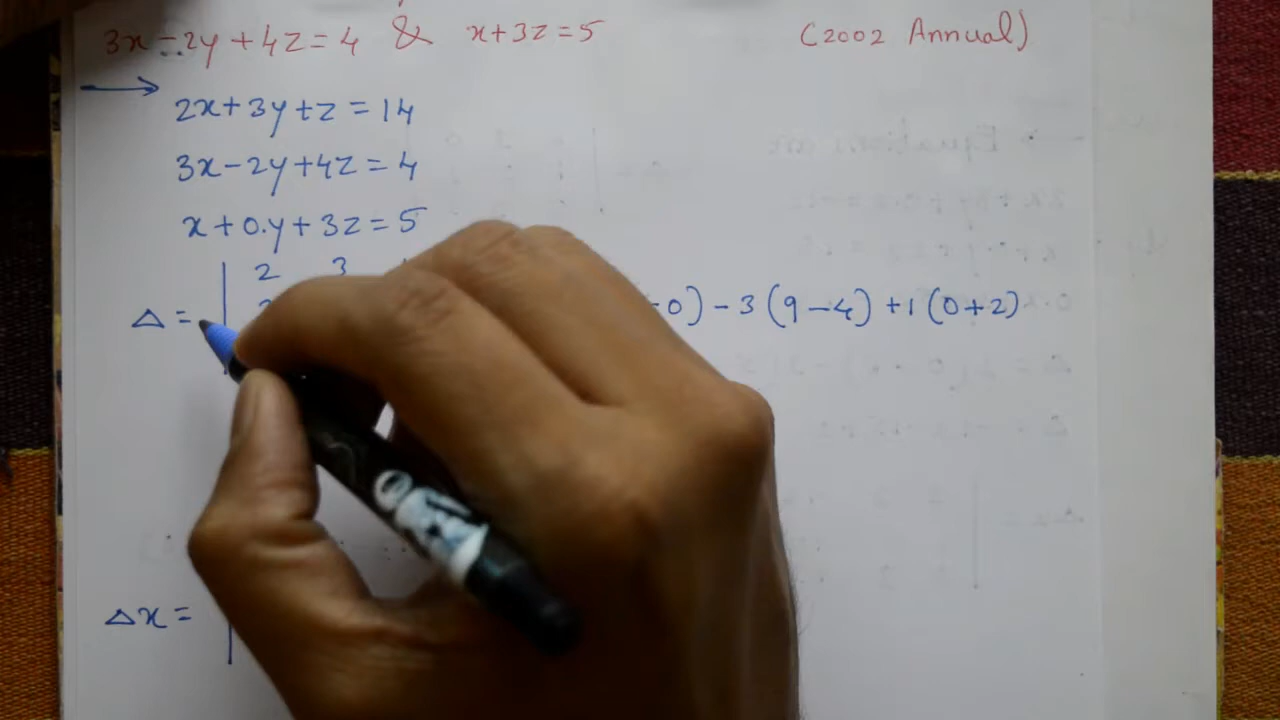 3x-2y+4z=4 & x+3z=5 (2002 Annual)
2x+3y+z=14
3x-2y+4z=4
x+0.y+3z=5
2 3
Δ= 0)-3(9-4)+1(0+2)
Δx=